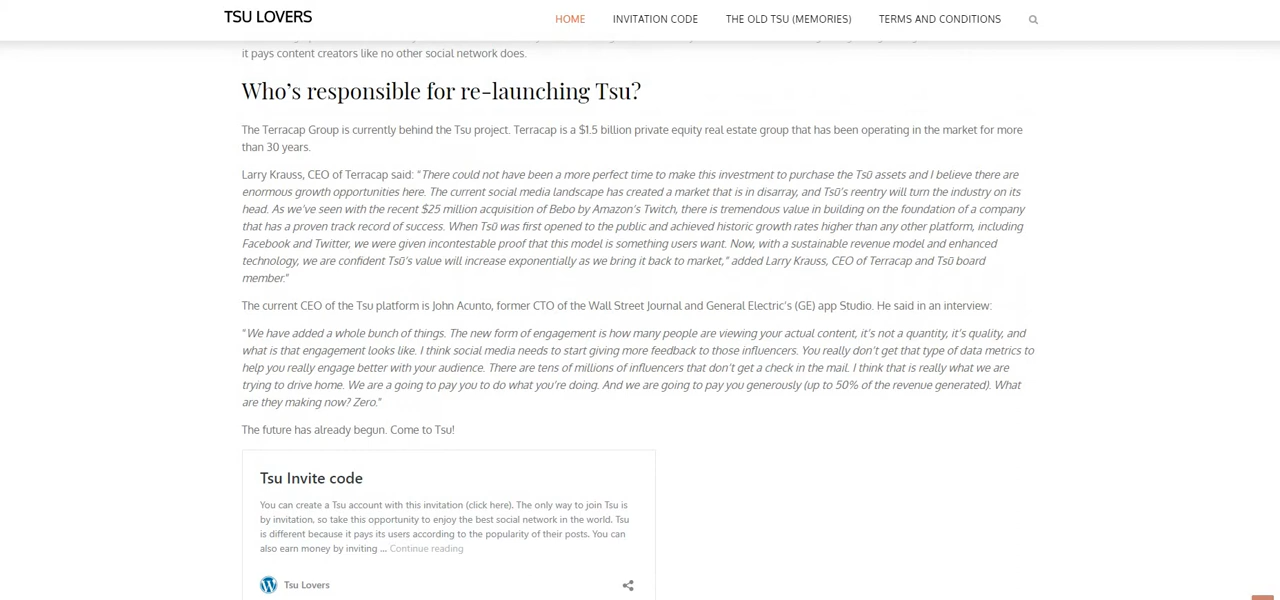 TSU LOVERS
HOME INVITATION CODE THE OLD TSU (MEMORIES) TERMS AND CONDITIONS
it pays content creators like no other social network does.
Who's responsible for re-launching Tsu?
The Terracap Group is currently behind the Tsu project. Terracap is a $1.5 billion private equity real estate group that has been operating in the market for more
than 30 years.
Larry Krauss, CEO of Terracap said: "There could not have been a more perfect time to make this investment to purchase the Tsū assets and I believe there are
enormous growth opportunities here. The current social media landscape has created a market that is in disarray, and Tsū's reentry will turn the industry on its
head. As we've seen with the recent $25 million acquisition of Bebo by Amazon's Twitch, there is tremendous value in building on the foundation of a company
that has a proven track record of success. When Tsū was first opened to the public and achieved historic growth rates higher than any other platform, including
Facebook and Twitter, we were given incontestable proof that this model is something users want. Now, with a sustainable revenue model and enhanced
technology, we are confident Tsū's value will increase exponentially as we bring it back to market," added Larry Krauss, CEO of Terracap and Tsū board
member."
The current CEO of the Tsu platform is John Acunto, former CTO of the Wall Street Journal and General Electric's (GE) app Studio. He said in an interview:
"We have added a whole bunch of things. The new form of engagement is how many people are viewing your actual content, it's not a quantity, it's quality, and
what is that engagement looks like. I think social media needs to start giving more feedback to those influencers. You really don't get that type of data metrics to
help you really engage better with your audience. There are tens of millions of influencers that don't get a check in the mail. I think that is really what we are
trying to drive home. We are a going to pay you to do what you're doing. And we are going to pay you generously (up to 50% of the revenue generated). What
are they making now? Zero."
The future has already begun. Come to Tsu!
Tsu Invite code
You can create a Tsu account with this invitation (click here). The only way to join Tsu is
by invitation, so take this opportunity to enjoy the best social network in the world. Tsu
is different because it pays its users according to the popularity of their posts. You can
also earn money by inviting ... Continue reading
Tsu Lovers